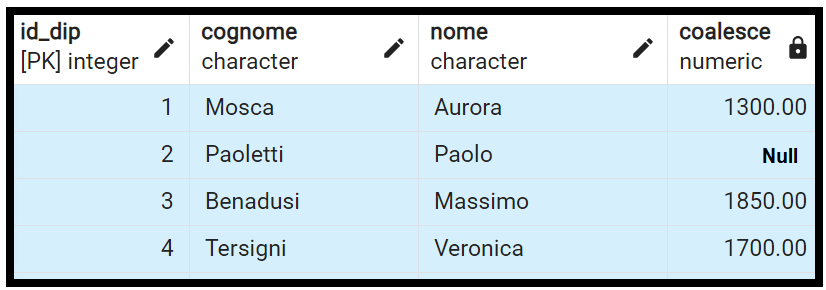 id_dip cognome nome coalesce
[PK] integer character character numeric
1 Mosca Aurora 1300.00
2 Paoletti Paolo Null
3 Benadusi Massimo 1850.00
4 Tersigni Veronica 1700.00